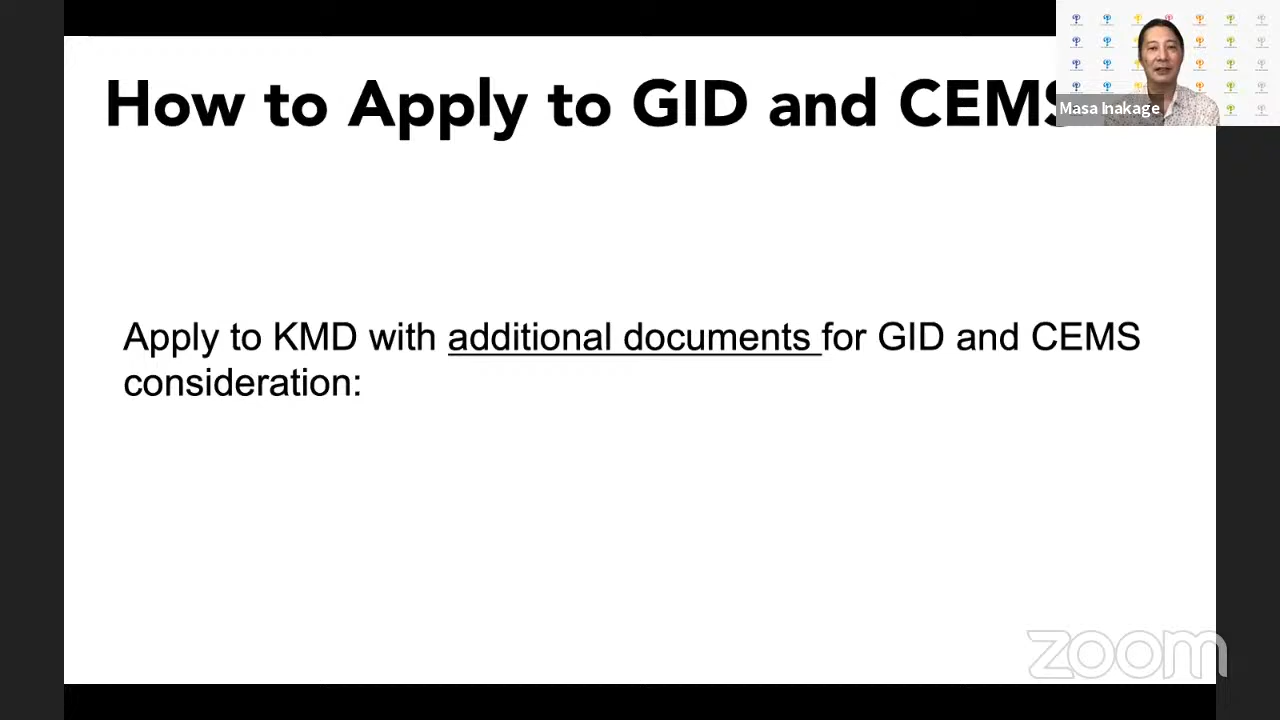 How to Apply to GID and CEMS
Masa Inakage
Apply to KMD with additional documents for GID and CEMS
consideration:
zoom